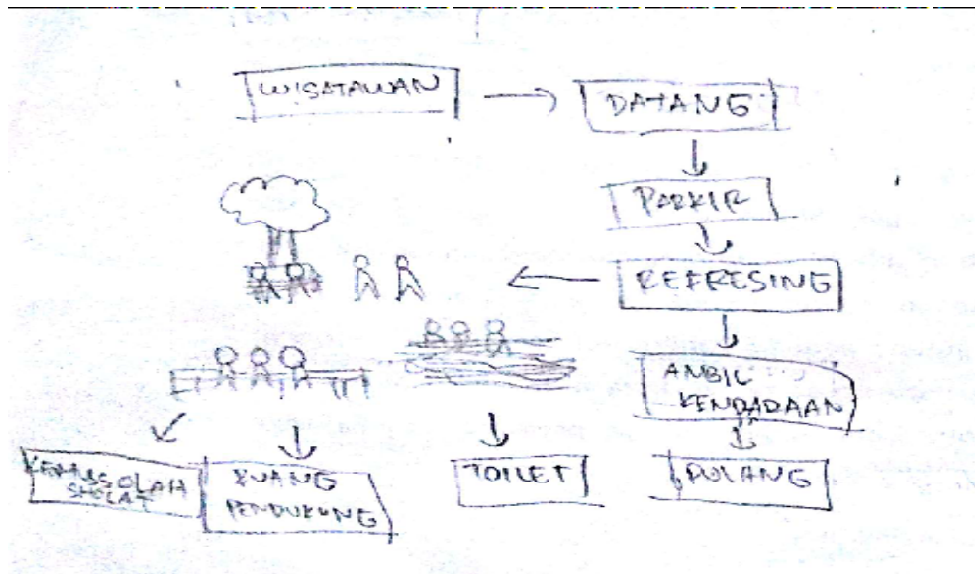 WISATAWAN
DATANG
PARKIR
REFRESING
AMBIL
KENDARAAN
KEMUSOLAH
SHOLAT
RUANG
PENDUKUNG
TOILET
PULANG